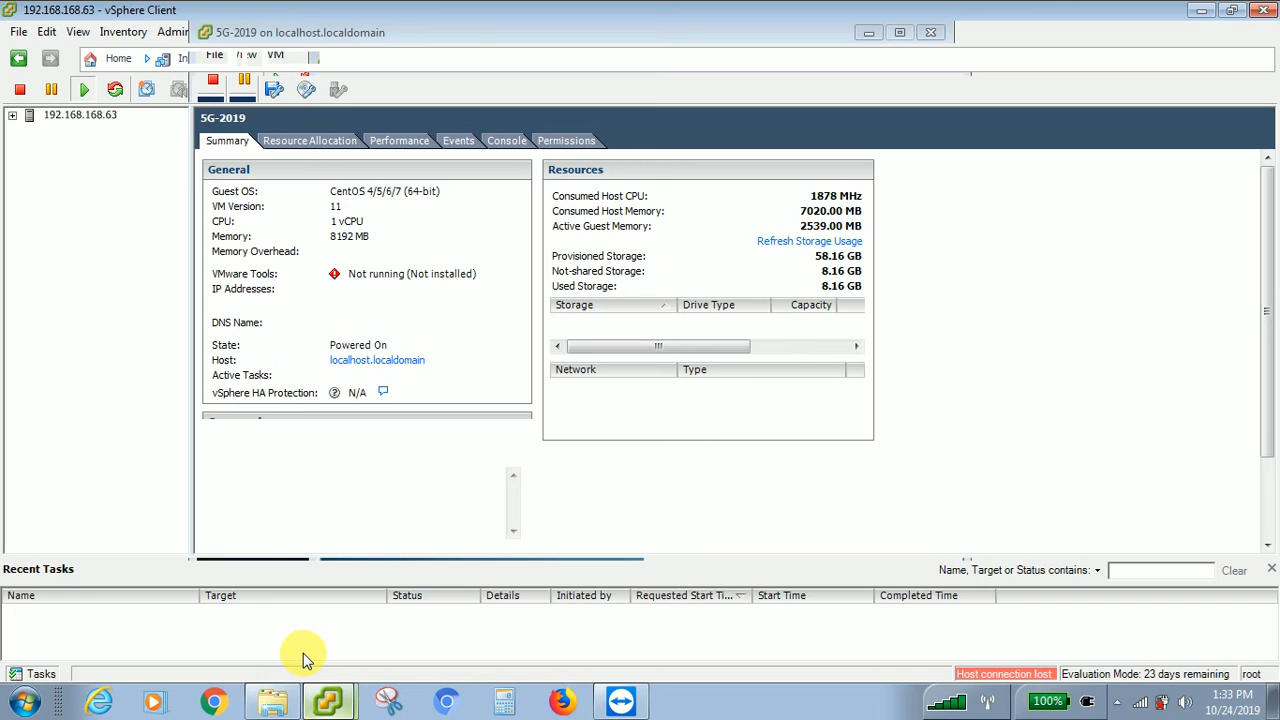 192.168.168.63 - vSphere Client
File Edit View Inventory Admir
5G-2019 on localhost.localdomain
Home In
File VM
192.168.168.63
5G-2019
Summary Resource Allocation Performance Events Console Permissions
General
Guest OS: CentOS 4/5/6/7 (64-bit)
VM Version: 11
CPU: 1 vCPU
Memory: 8192 MB
Memory Overhead:
VMware Tools: Not running (Not installed)
IP Addresses:
DNS Name:
State: Powered On
Host: localhost.localdomain
Active Tasks:
vSphere HA Protection: N/A
Resources
Consumed Host CPU: 1878 MHz
Consumed Host Memory: 7020.00 MB
Active Guest Memory: 2539.00 MB
Refresh Storage Usage
Provisioned Storage: 58.16 GB
Not-shared Storage: 8.16 GB
Used Storage: 8.16 GB
Storage Drive Type Capacity
Network Type
Recent Tasks
Name, Target or Status contains: Clear
Name Target Status Details Initiated by Requested Start Ti... Start Time Completed Time
Tasks Host connection lost Evaluation Mode: 23 days remaining root
100% 1:33 PM
10/24/2019